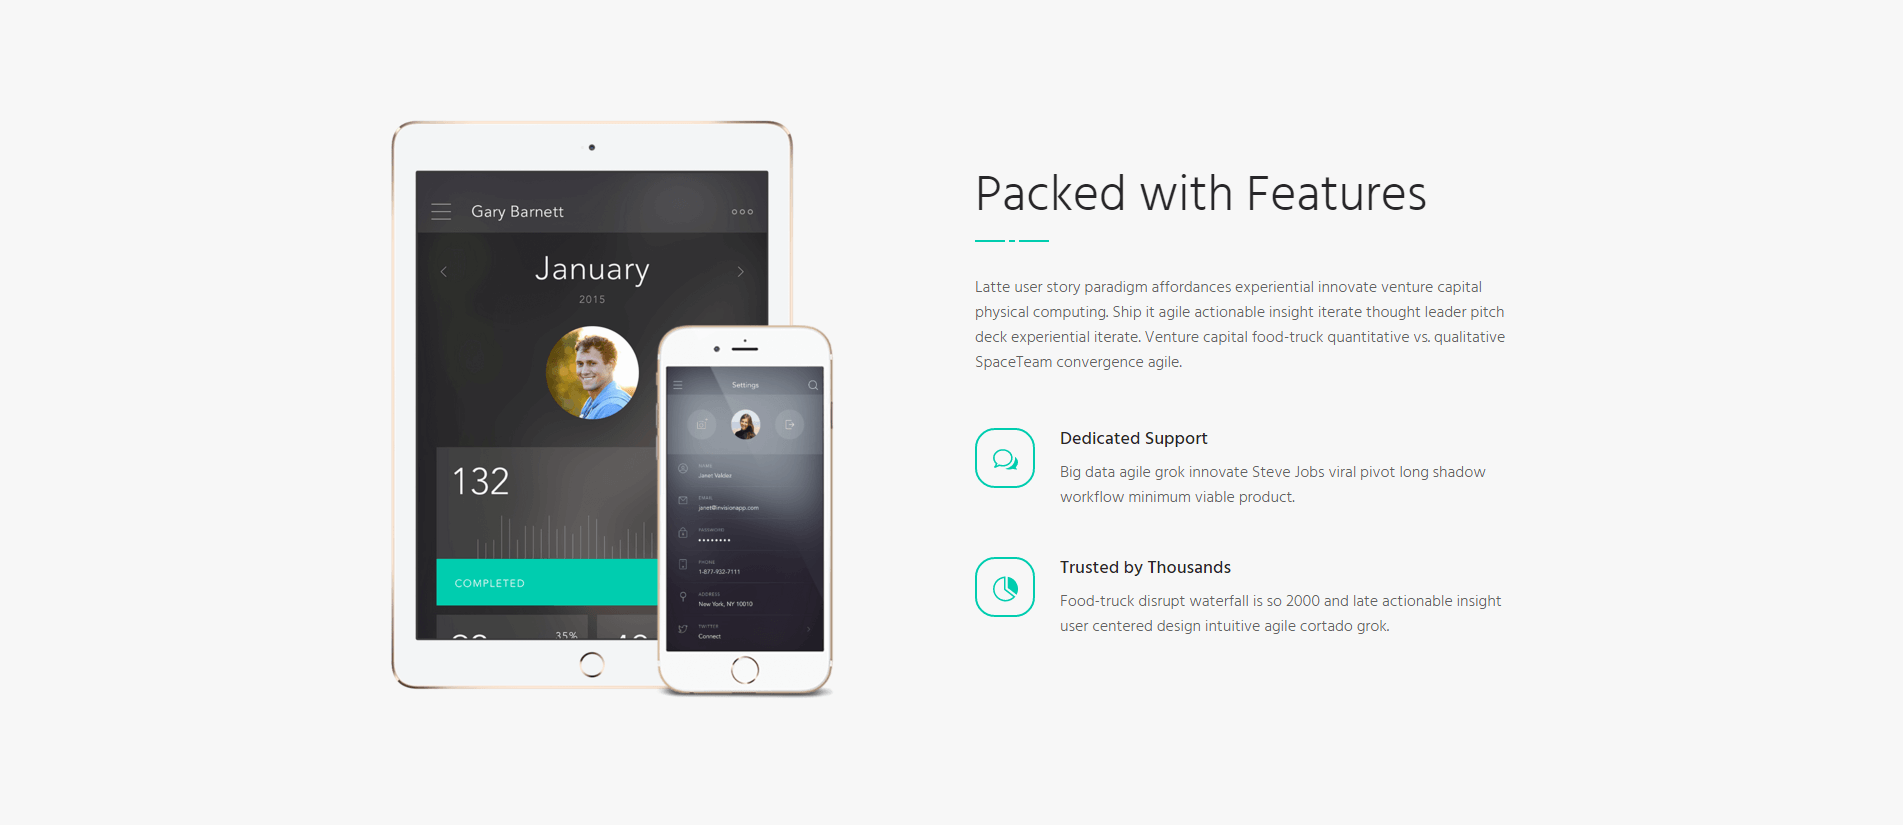 Gary Barnett
January
2015
132
COMPLETED
35%
Settings
NAME
Janet Valdez
EMAIL
janet@invisionapp.com
PASSWORD
PHONE
1-877-932-7111
ADDRESS
New York, NY 10010
TWITTER
Connect
Packed with Features
Latte user story paradigm affordances experiential innovate venture capital
physical computing. Ship it agile actionable insight iterate thought leader pitch
deck experiential iterate. Venture capital food-truck quantitative vs. qualitative
SpaceTeam convergence agile.
Dedicated Support
Big data agile grok innovate Steve Jobs viral pivot long shadow
workflow minimum viable product.
Trusted by Thousands
Food-truck disrupt waterfall is so 2000 and late actionable insight
user centered design intuitive agile cortado grok.